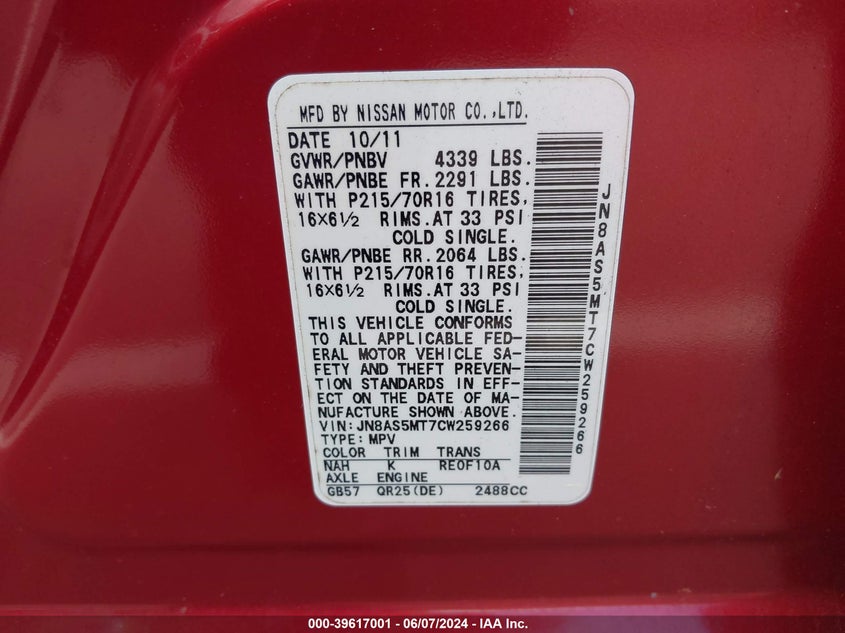 MFD BY NISSAN MOTOR CO.,LTD.
DATE 10/11
GVWR/PNBV 4339 LBS.
GAWR/PNBE FR.2291 LBS.
WITH P215/70R16 TIRES,
16X6½ RIMS.AT 33 PSI
COLD SINGLE.
GAWR/PNBE RR.2064 LBS.
WITH P215/70R16 TIRES,
16X6½ RIMS.AT 33 PSI
COLD SINGLE.
THIS VEHICLE CONFORMS
TO ALL APPLICABLE FED-
ERAL MOTOR VEHICLE SA-
FETY AND THEFT PREVEN-
TION STANDARDS IN EFF-
ECT ON THE DATE OF MA-
NUFACTURE SHOWN ABOVE.
VIN:JN8AS5MT7CW259266
TYPE:MPV
COLOR TRIM TRANS
NAH K RE0F10A
AXLE ENGINE
GB57 QR25(DE) 2488CC
JN8AS5MT7CW259266
000-39617001 - 06/07/2024 - IAA Inc.